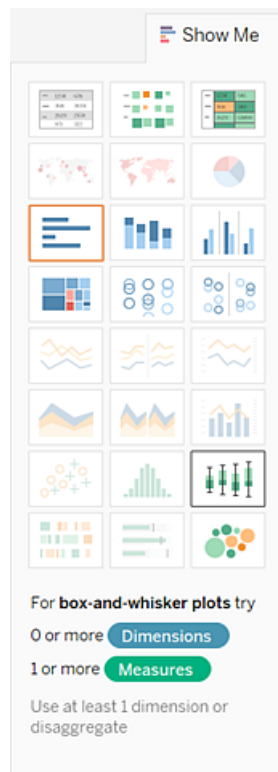 Show Me
For box-and-whisker plots try
0 or more Dimensions
1 or more Measures
Use at least 1 dimension or
disaggregate